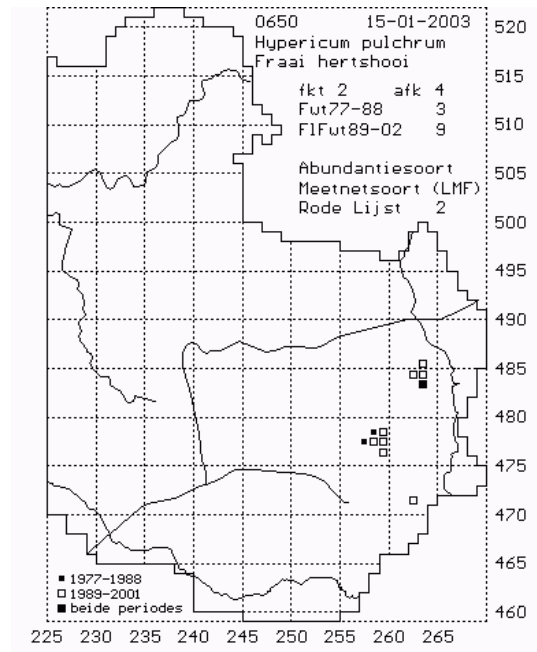 0650 15-01-2003
Hypericum pulchrum
Fraai hertshooi
fkt 2 afk 4
Fwt77-88 3
FlFwt89-02 9
Abundantiesoort
Meetnetsoort (LMF)
Rode Lijst 2
520
515
510
505
500
495
490
485
480
475
470
465
460
1977-1988
1989-2001
beide periodes
225 230 235 240 245 250 255 260 265